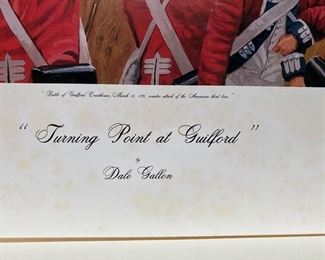 "Battle of Guilford Courthouse, March 15, 1781, counter attack of the American third line."
"Turning Point at Guilford"
by
Dale Gallon